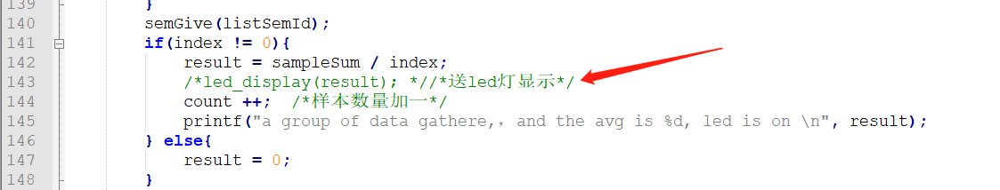 139 }
140 semGive(listSemId);
141 if(index != 0){
142 result = sampleSum / index;
143 /*led_display(result); *//*送led灯显示*/
144 count ++; /*样本数量加一*/
145 printf("a group of data gathere,, and the avg is %d, led is on \n", result);
146 } else{
147 result = 0;
148 }